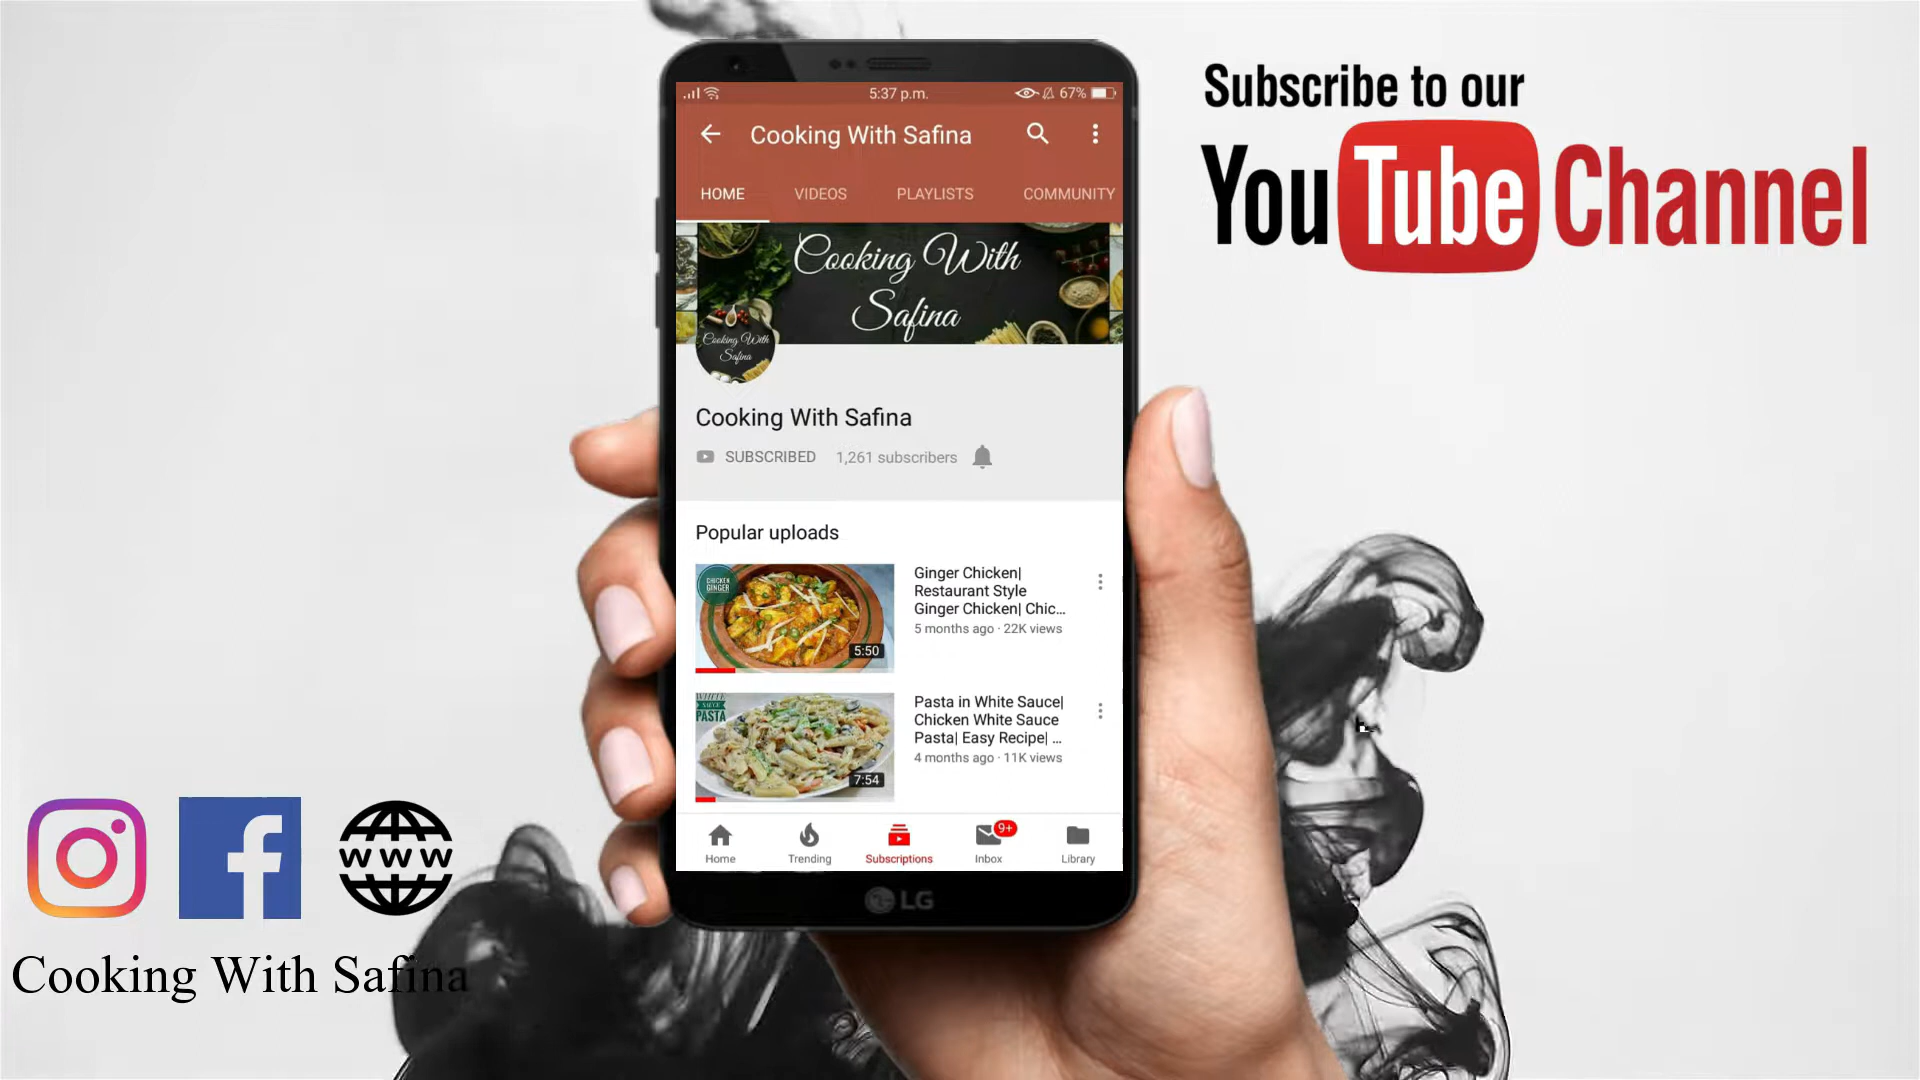 5:37 p.m.
67%
Cooking With Safina
HOME VIDEOS PLAYLISTS COMMUNITY
Cooking With
Safina
Cooking With
Safina
Cooking With Safina
SUBSCRIBED 1,261 subscribers
Popular uploads
CHICKEN
GINGER
5:50
Ginger Chicken|
Restaurant Style
Ginger Chicken| Chic...
5 months ago · 22K views
WHITE
SAUCE
PASTA
7:54
Pasta in White Sauce|
Chicken White Sauce
Pasta| Easy Recipe| ...
4 months ago · 11K views
9+
Home Trending Subscriptions Inbox Library
LG
Subscribe to our
YouTube Channel
f
WWW
Cooking With Safina